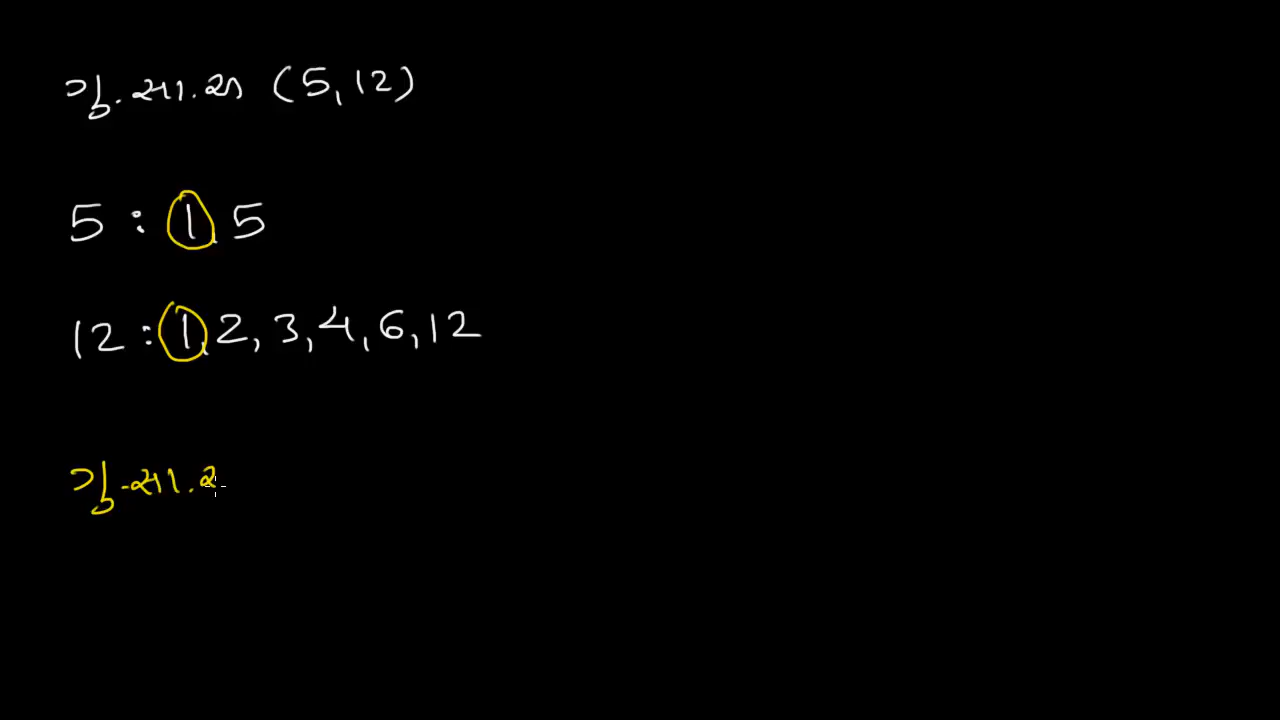 ગુ.સા.અ (5, 12)
5 : 1, 5
12 : 1, 2, 3, 4, 6, 12
ગુ.સા.